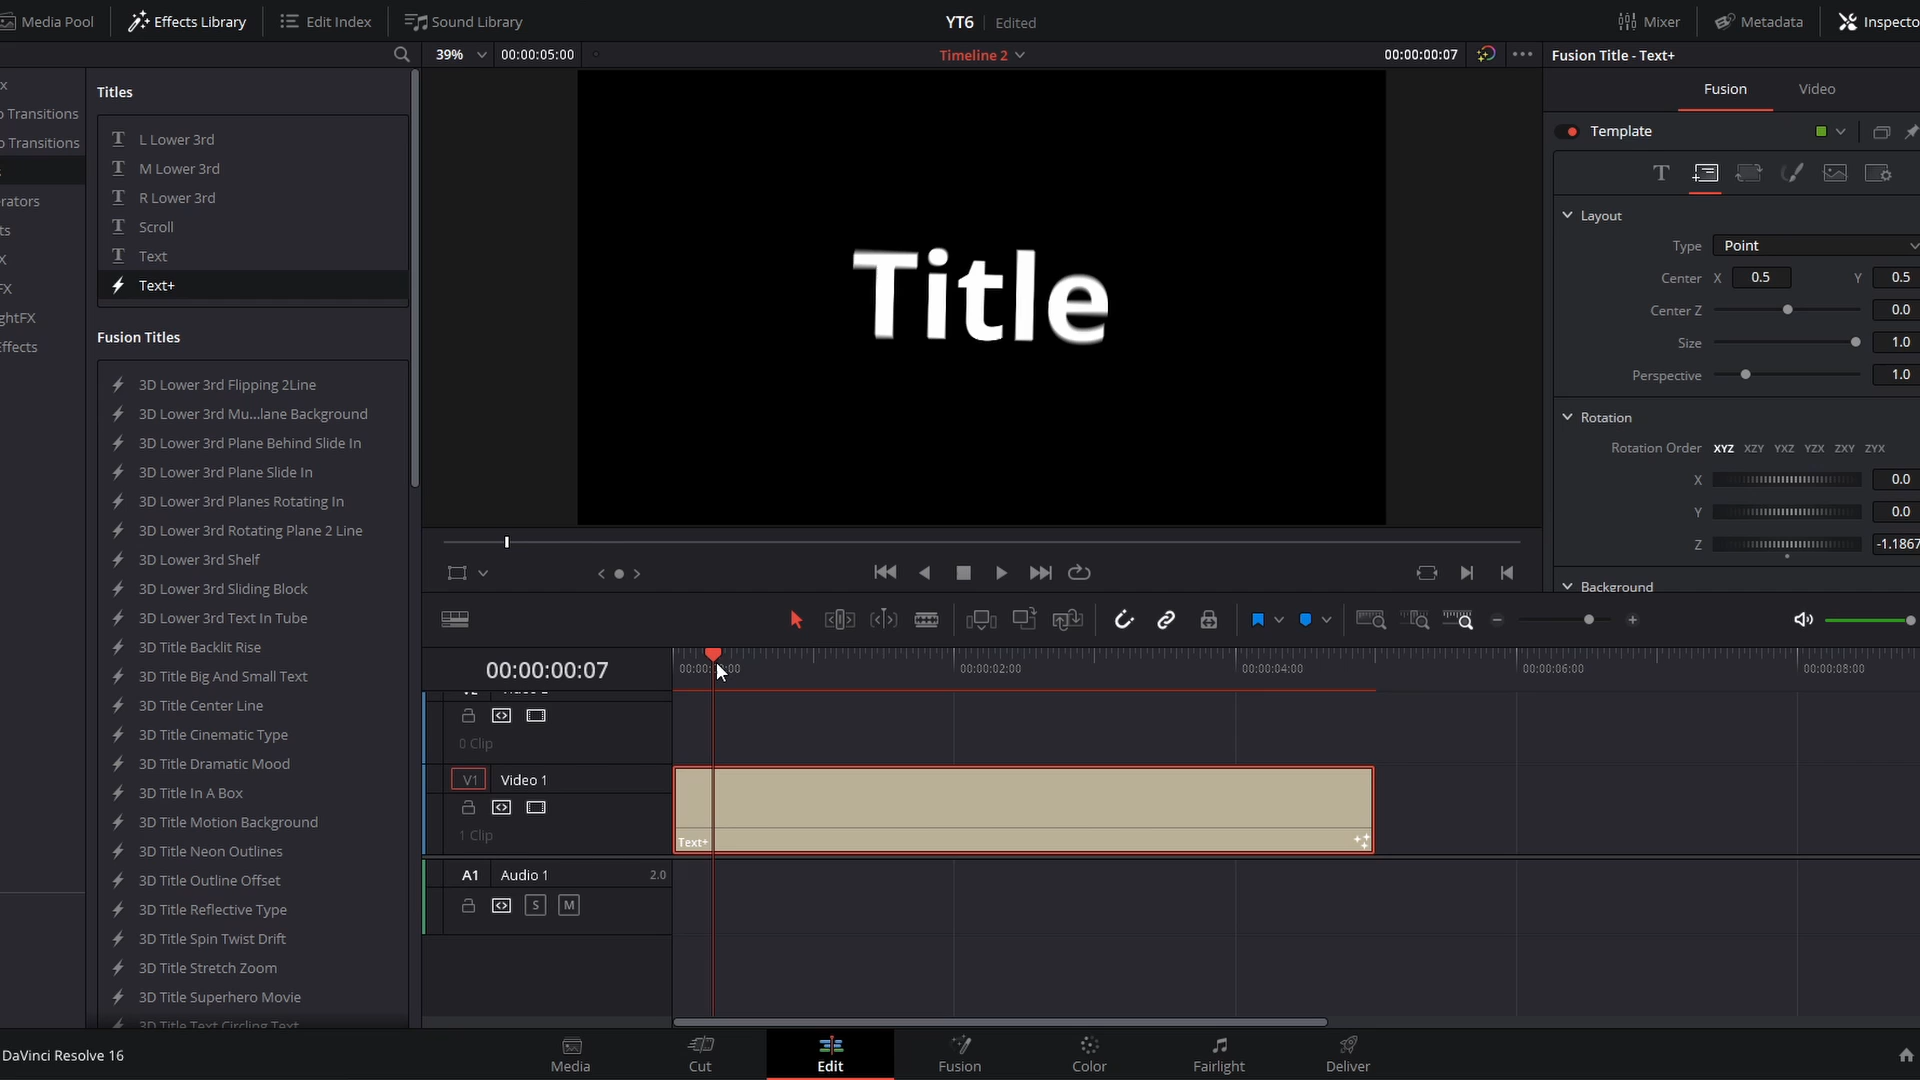 Media Pool
Effects Library
Edit Index
Sound Library
YT6
Edited
Mixer
Metadata
Inspecto
39%
00:00:05:00
Timeline 2
00:00:00:07
Fusion Title - Text+
x
o Transitions
o Transitions
erators
ts
X
FX
ghtFX
Effects
Titles
L Lower 3rd
M Lower 3rd
R Lower 3rd
Scroll
Text
Text+
Fusion Titles
3D Lower 3rd Flipping 2Line
3D Lower 3rd Mu...lane Background
3D Lower 3rd Plane Behind Slide In
3D Lower 3rd Plane Slide In
3D Lower 3rd Planes Rotating In
3D Lower 3rd Rotating Plane 2 Line
3D Lower 3rd Shelf
3D Lower 3rd Sliding Block
3D Lower 3rd Text In Tube
3D Title Backlit Rise
3D Title Big And Small Text
3D Title Center Line
3D Title Cinematic Type
3D Title Dramatic Mood
3D Title In A Box
3D Title Motion Background
3D Title Neon Outlines
3D Title Outline Offset
3D Title Reflective Type
3D Title Spin Twist Drift
3D Title Stretch Zoom
3D Title Superhero Movie
3D Title Text Circling Text
Title
Fusion
Video
Template
Layout
Type
Point
Center X 0.5 Y 0.5
Center Z 0.0
Size 1.0
Perspective 1.0
Rotation
Rotation Order XYZ XZY YXZ YZX ZXY ZYX
X 0.0
Y 0.0
Z -1.1867
Background
00:00:00:07
00:00:02:00
00:00:04:00
00:00:06:00
00:00:08:00
0 Clip
V1 Video 1
1 Clip
Text+
A1 Audio 1 2.0
S M
DaVinci Resolve 16
Media
Cut
Edit
Fusion
Color
Fairlight
Deliver